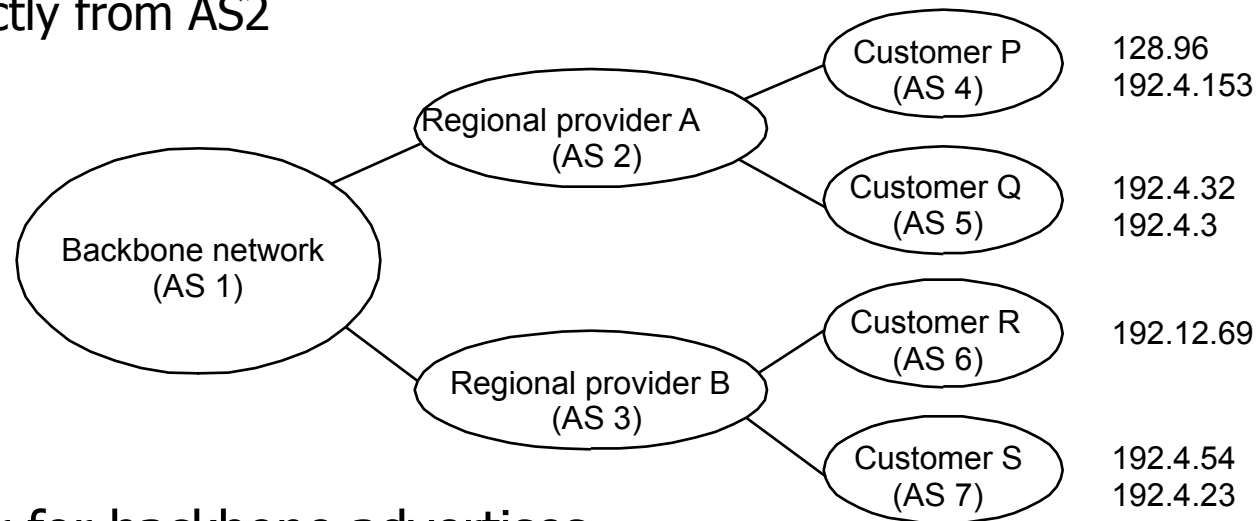 ctly from AS2
Customer P
(AS 4)
128.96
192.4.153
Regional provider A
(AS 2)
Customer Q
(AS 5)
192.4.32
192.4.3
Backbone network
(AS 1)
Customer R
(AS 6)
192.12.69
Regional provider B
(AS 3)
Customer S
(AS 7)
192.4.54
192.4.23
for backbone advertises